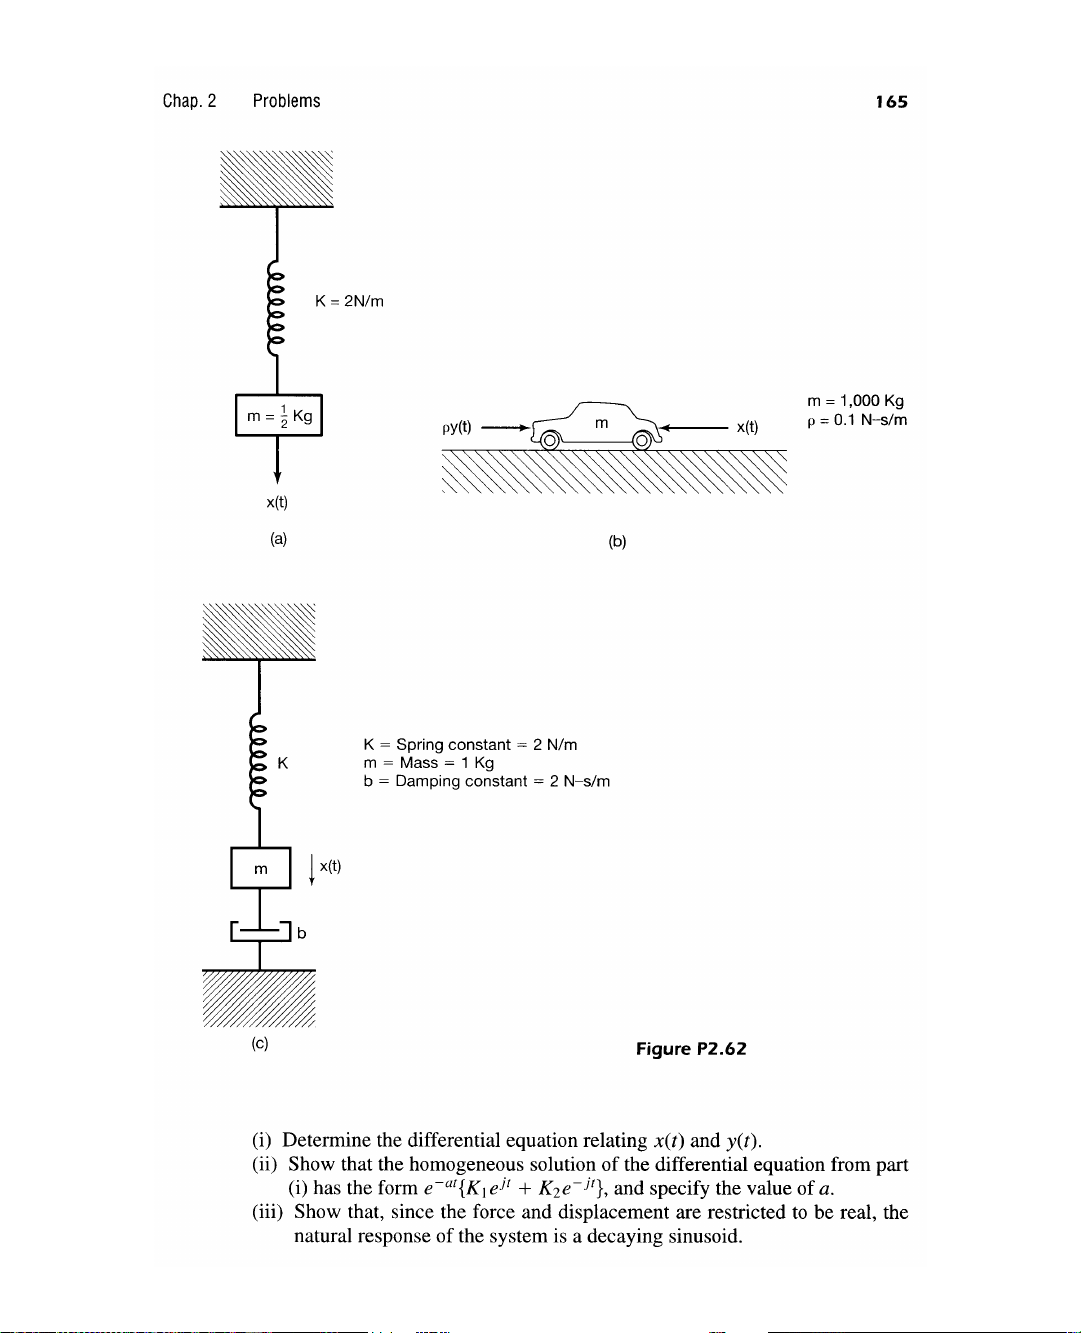 Chap. 2 Problems 165
K = 2N/m
m = 1/2 Kg
x(t)
(a)
m = 1,000 Kg
ρ = 0.1 N–s/m
ρy(t) m x(t)
(b)
K
K = Spring constant = 2 N/m
m = Mass = 1 Kg
b = Damping constant = 2 N–s/m
m x(t)
b
(c)
Figure P2.62
(i) Determine the differential equation relating x(t) and y(t).
(ii) Show that the homogeneous solution of the differential equation from part
(i) has the form e^{−at}{K₁e^{jt} + K₂e^{−jt}}, and specify the value of a.
(iii) Show that, since the force and displacement are restricted to be real, the
natural response of the system is a decaying sinusoid.